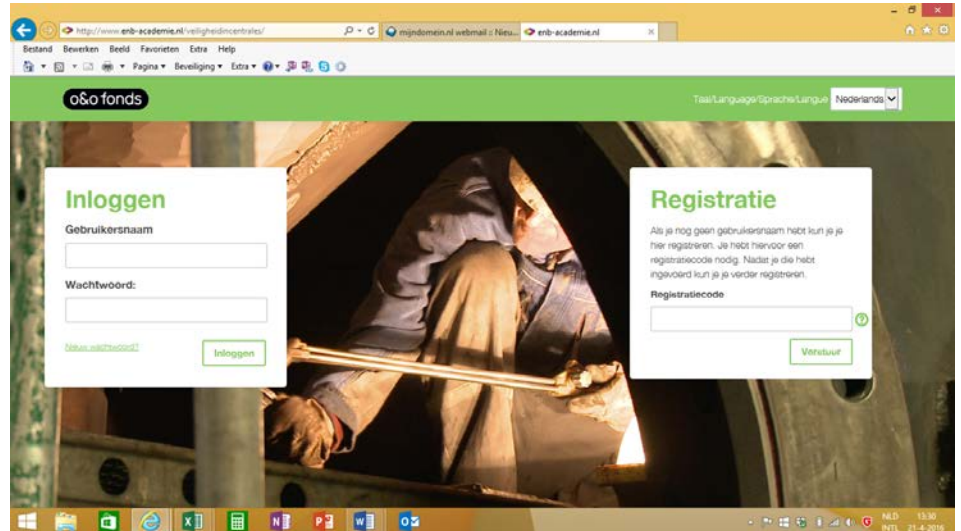 http://www.enb-academie.nl/veiligheidincentrales/
mijndomein.nl webmail :: Nieu...
enb-academie.nl
Bestand Bewerken Beeld Favorieten Extra Help
Pagina Beveiliging Extra
o&o fonds
Taal/Language/Sprache/Langue Nederlands
Inloggen
Gebruikersnaam
Wachtwoord:
Nieuw wachtwoord?
Inloggen
Registratie
Als je nog geen gebruikersnaam hebt kun je je
hier registreren. Je hebt hiervoor een
registratiecode nodig. Nadat je die hebt
ingevoerd kun je je verder registreren.
Registratiecode
Verstuur
NLD 13:30
INTL 21-4-2016